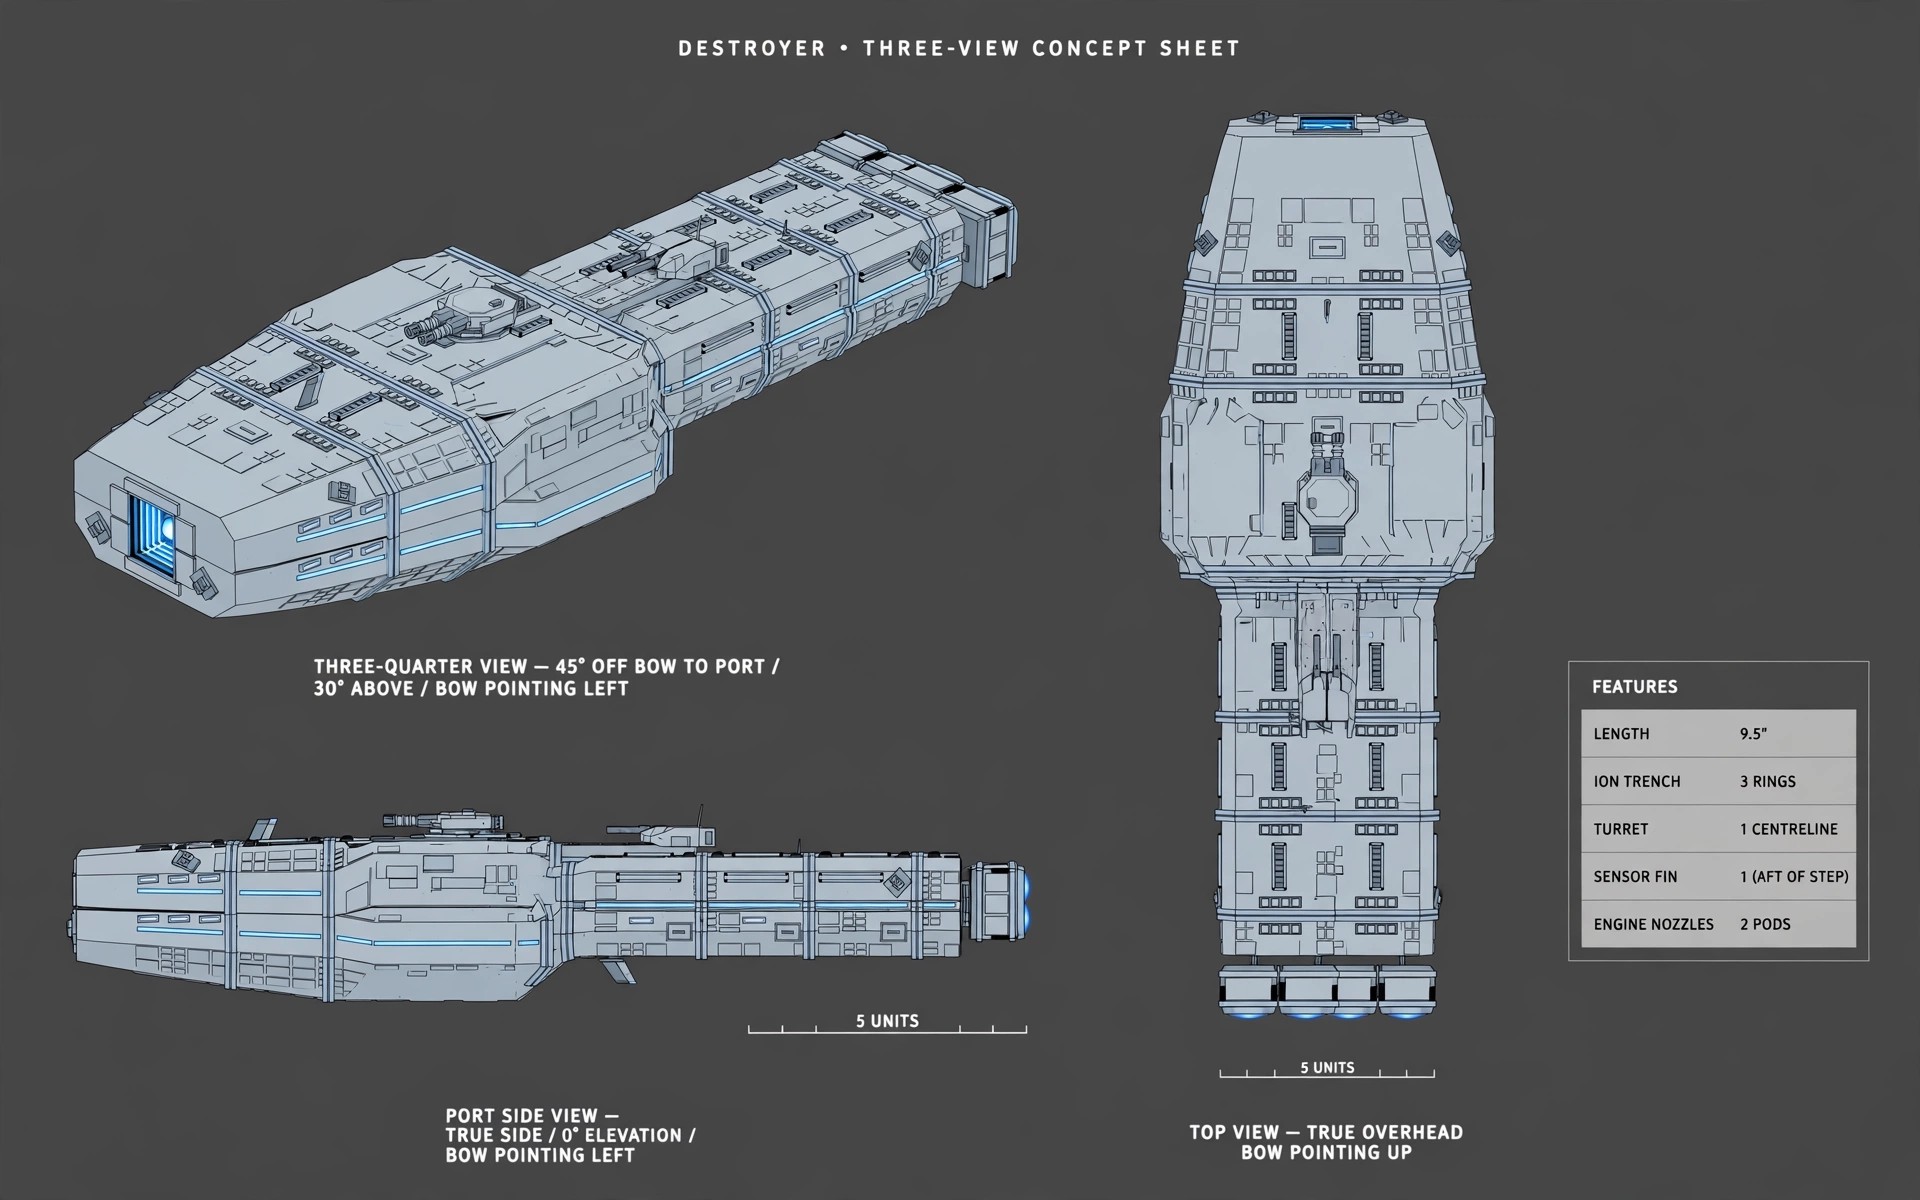 DESTROYER • THREE-VIEW CONCEPT SHEET
THREE-QUARTER VIEW — 45° OFF BOW TO PORT /
30° ABOVE / BOW POINTING LEFT
5 UNITS
PORT SIDE VIEW —
TRUE SIDE / 0° ELEVATION /
BOW POINTING LEFT
5 UNITS
TOP VIEW — TRUE OVERHEAD
BOW POINTING UP
FEATURES
LENGTH 9.5"
ION TRENCH 3 RINGS
TURRET 1 CENTRELINE
SENSOR FIN 1 (AFT OF STEP)
ENGINE NOZZLES 2 PODS